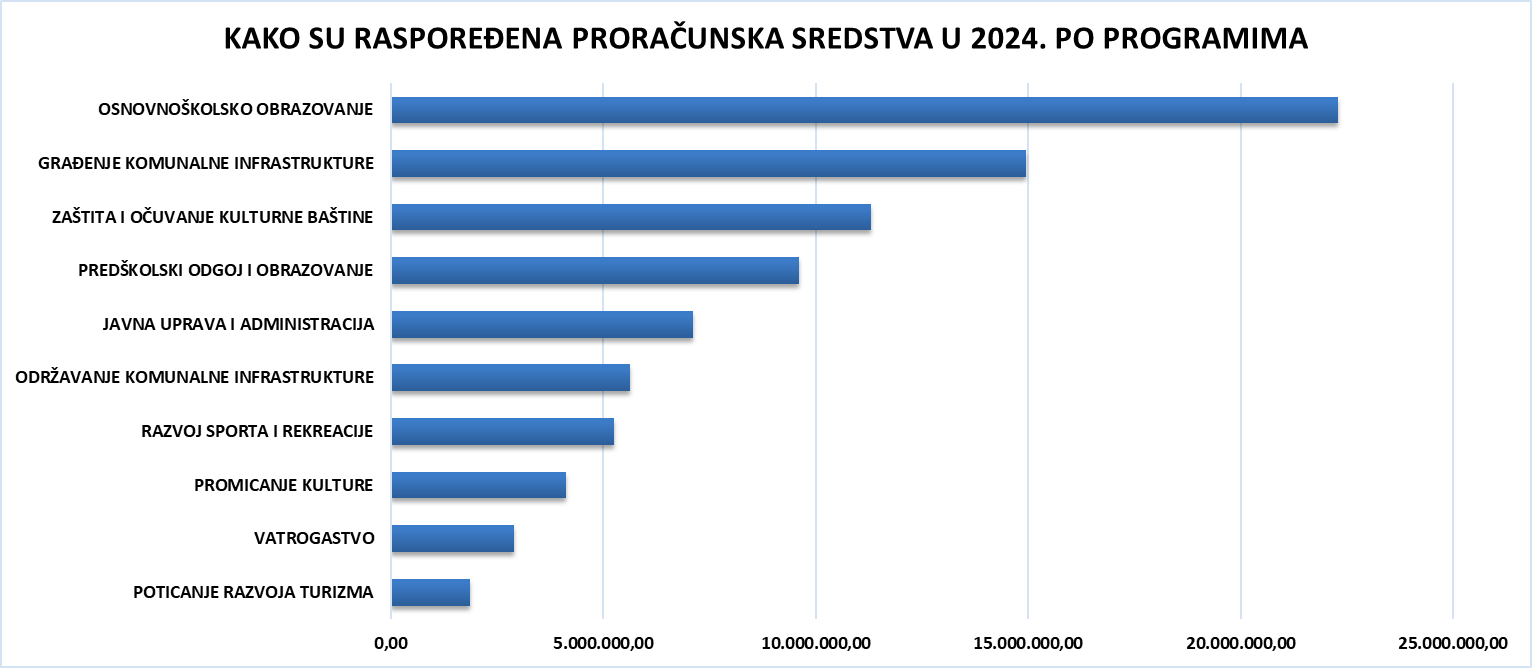 KAKO SU RASPOREĐENA PRORAČUNSKA SREDSTVA U 2024. PO PROGRAMIMA
OSNOVNOŠKOLSKO OBRAZOVANJE
GRAĐENJE KOMUNALNE INFRASTRUKTURE
ZAŠTITA I OČUVANJE KULTURNE BAŠTINE
PREDŠKOLSKI ODGOJ I OBRAZOVANJE
JAVNA UPRAVA I ADMINISTRACIJA
ODRŽAVANJE KOMUNALNE INFRASTRUKTURE
RAZVOJ SPORTA I REKREACIJE
PROMICANJE KULTURE
VATROGASTVO
POTICANJE RAZVOJA TURIZMA
0,00 5.000.000,00 10.000.000,00 15.000.000,00 20.000.000,00 25.000.000,00